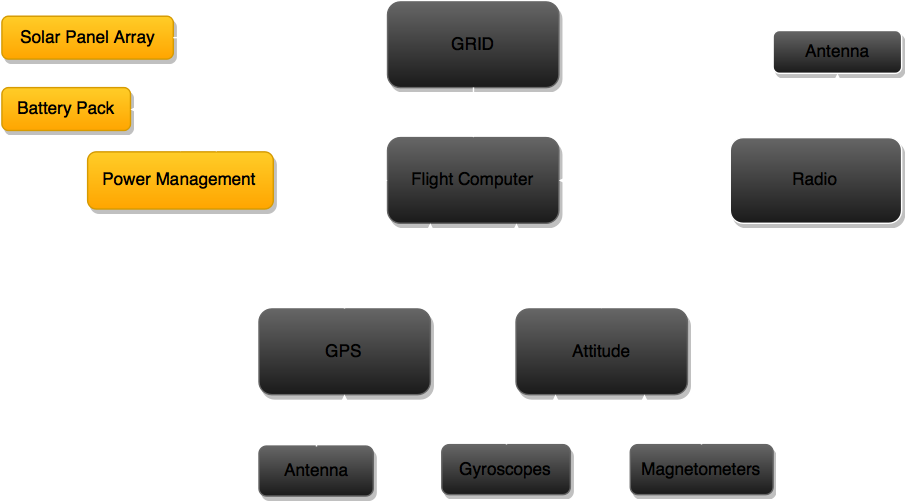 Solar Panel Array
GRID
Antenna
Battery Pack
Power Management
Flight Computer
Radio
GPS
Attitude
Antenna
Gyroscopes
Magnetometers